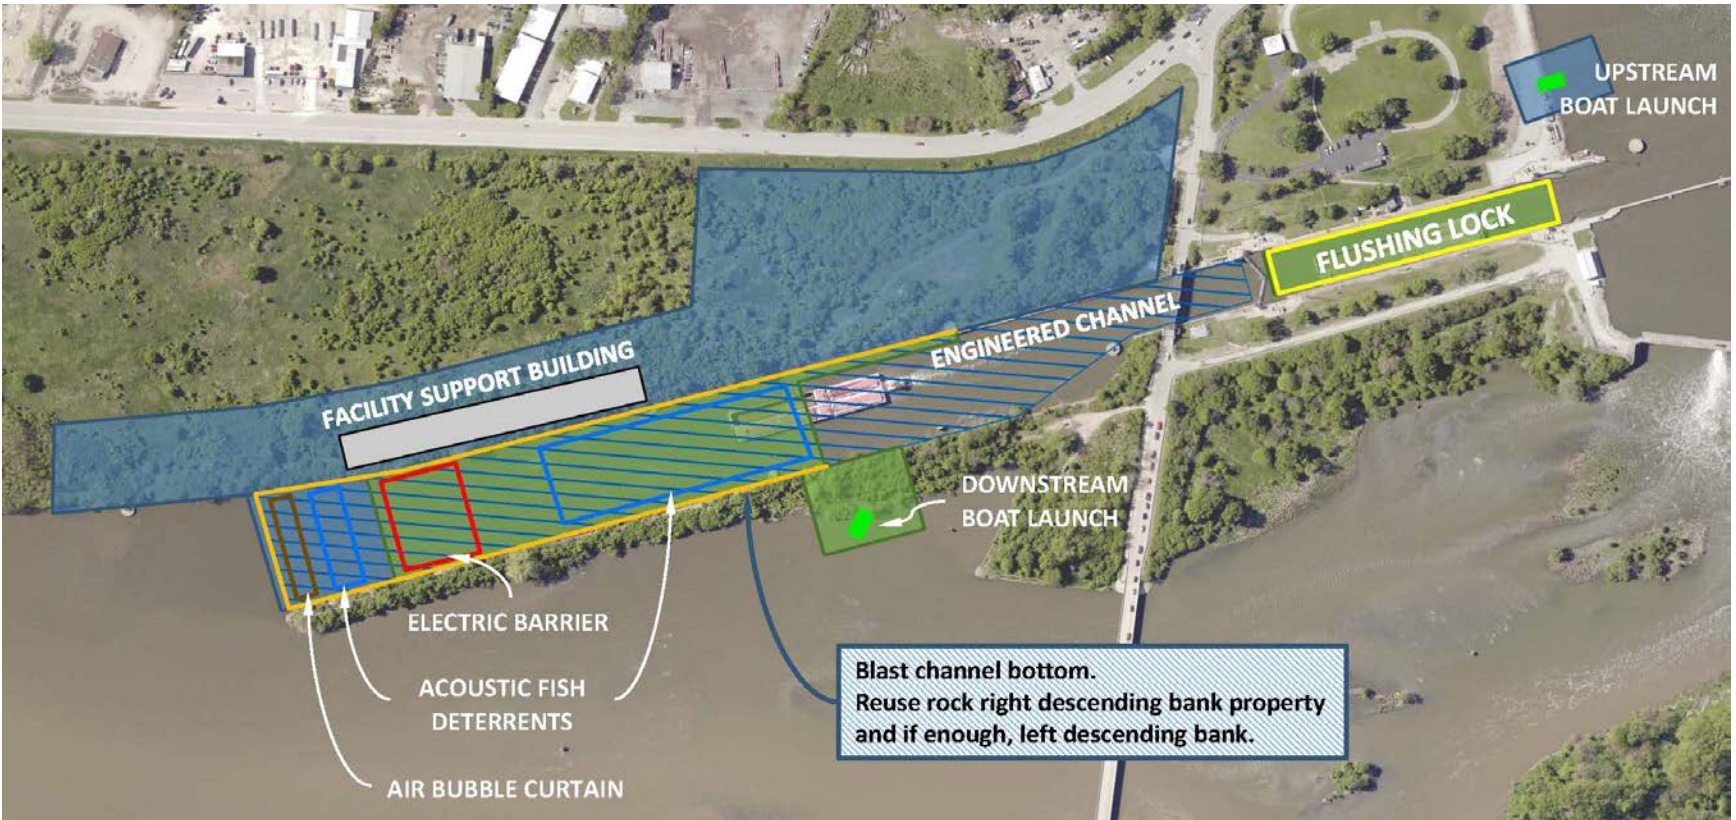 UPSTREAM
BOAT LAUNCH
FLUSHING LOCK
ENGINEERED CHANNEL
FACILITY SUPPORT BUILDING
DOWNSTREAM
BOAT LAUNCH
ELECTRIC BARRIER
ACOUSTIC FISH
DETERRENTS
AIR BUBBLE CURTAIN
Blast channel bottom.
Reuse rock right descending bank property
and if enough, left descending bank.